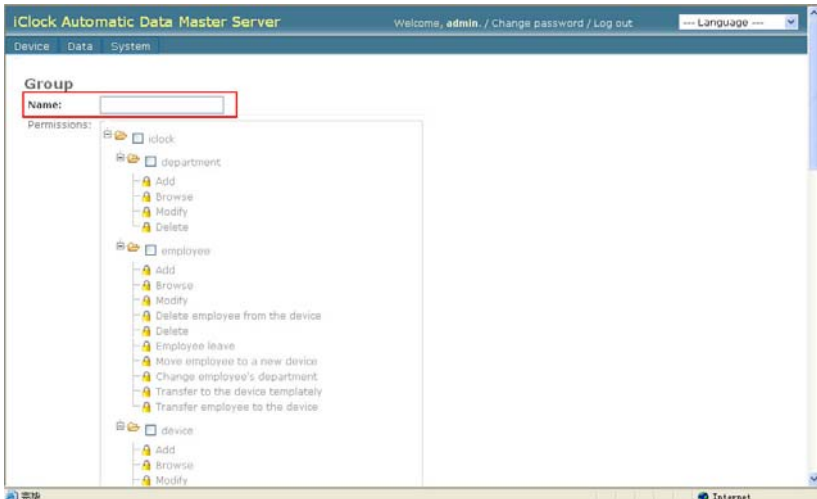 iClock Automatic Data Master Server Welcome, admin. / Change password / Log out --- Language ---
Device Data System
Group
Name:
Permissions:
iclock
department
Add
Browse
Modify
Delete
employee
Add
Browse
Modify
Delete employee from the device
Delete
Employee leave
Move employee to a new device
Change employee's department
Transfer to the device templately
Transfer employee to the device
device
Add
Browse
Modify
完毕 Internet